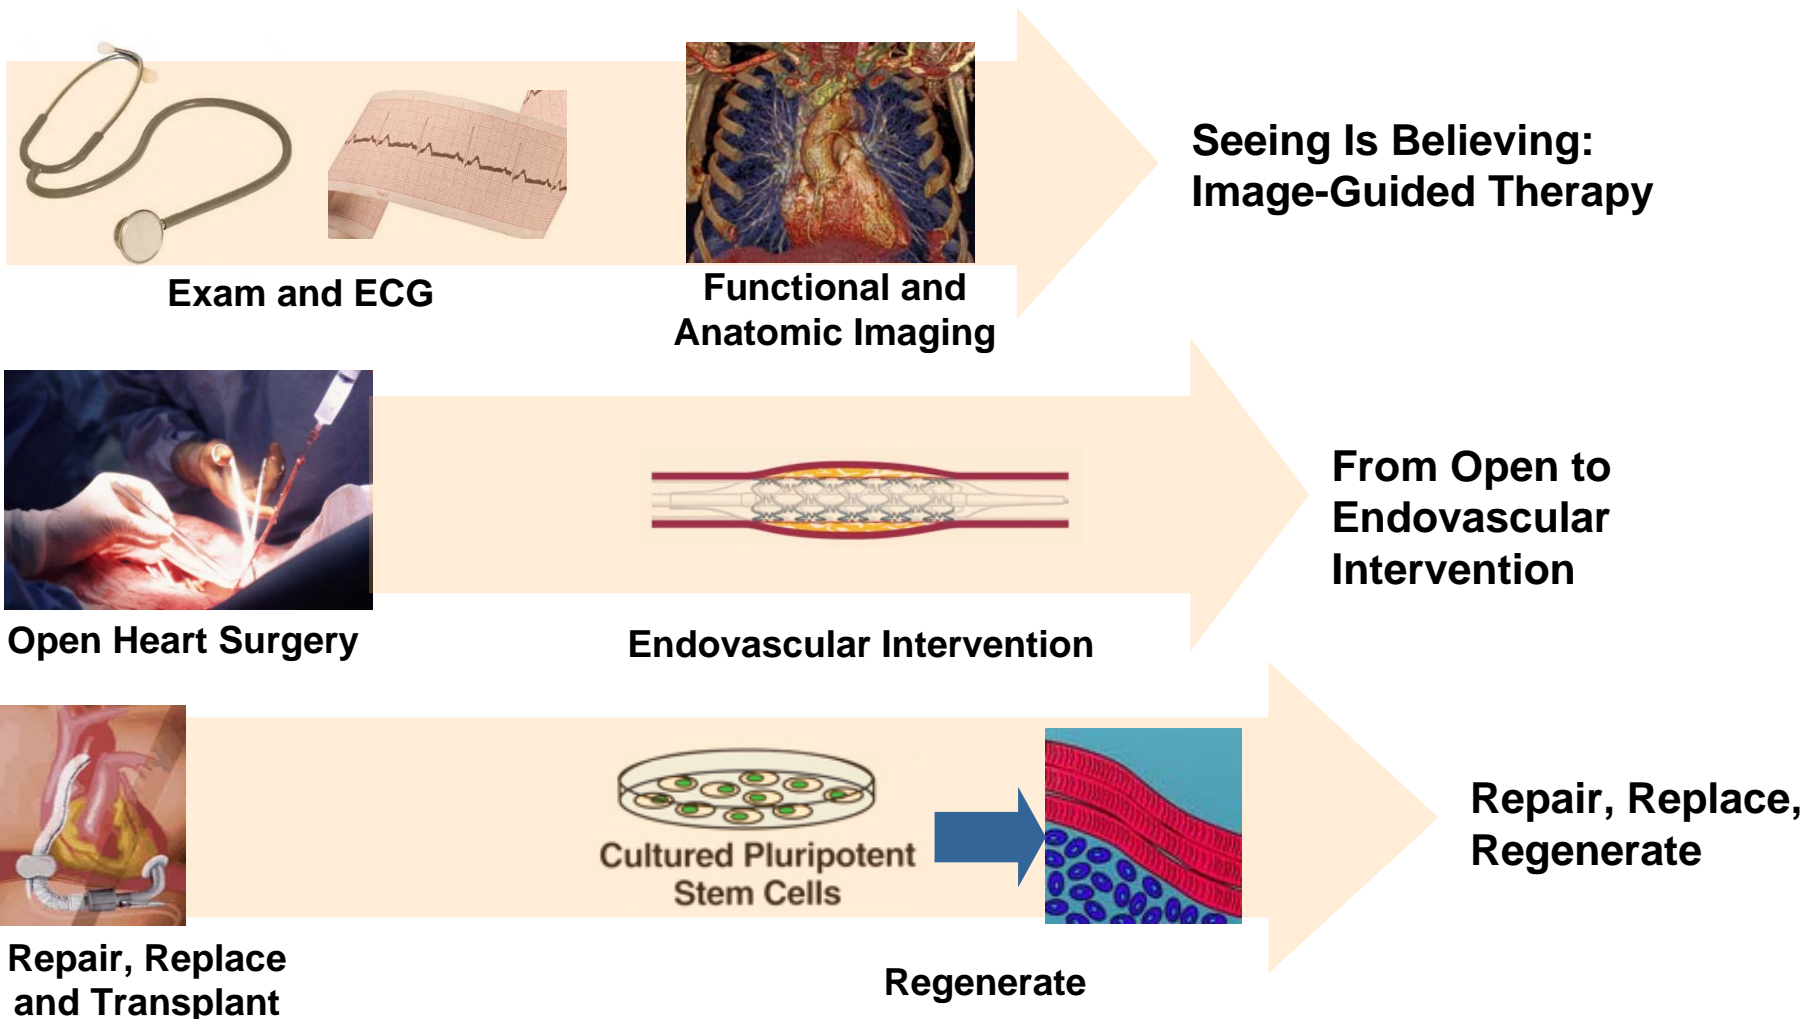 Seeing Is Believing:
Image-Guided Therapy
Exam and ECG
Functional and
Anatomic Imaging
From Open to
Endovascular
Intervention
Open Heart Surgery
Endovascular Intervention
Cultured Pluripotent
Stem Cells
Repair, Replace,
Regenerate
Repair, Replace
and Transplant
Regenerate